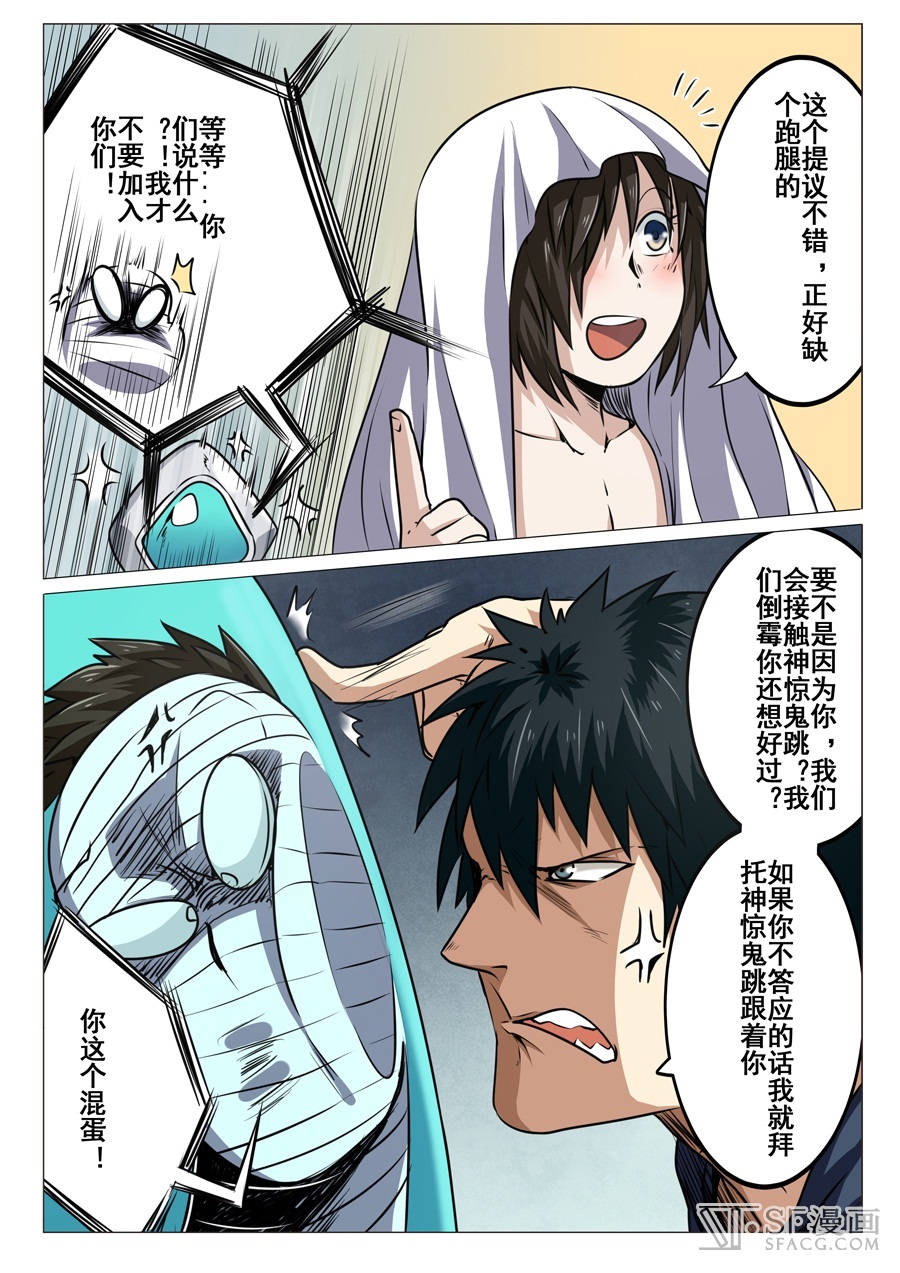 这个提议不错，正好缺
个跑腿的
等等...你
们说什么
？！我才
不要加入
你们！
要不是因为你，我们
会接触神惊鬼跳？我
们倒霉你还想好过？
如果你不答应的话我就拜
托神惊鬼跳跟着你
你这个混蛋！
SF漫画
SFACG.COM